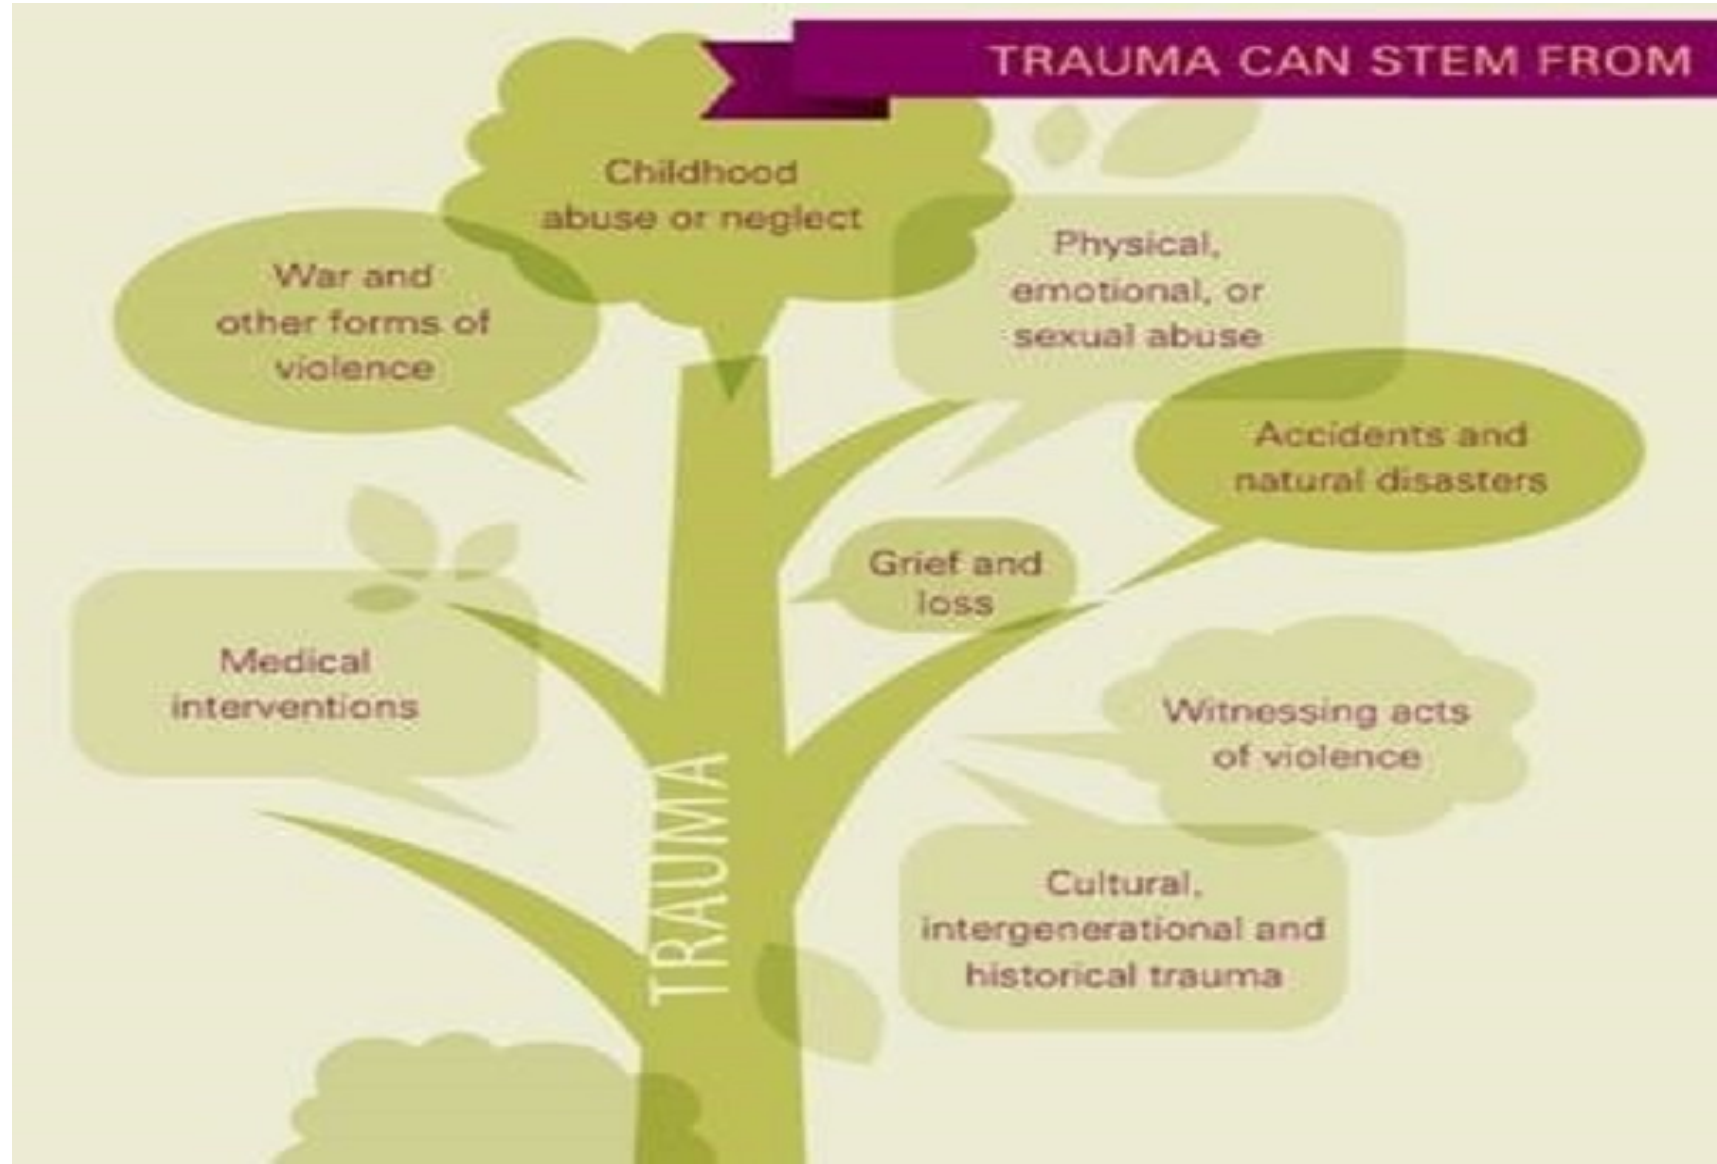 TRAUMA CAN STEM FROM
Childhood
abuse or neglect
War and
other forms of
violence
Physical,
emotional, or
sexual abuse
Accidents and
natural disasters
Grief and
loss
Medical
interventions
Witnessing acts
of violence
Cultural,
intergenerational and
historical trauma
TRAUMA